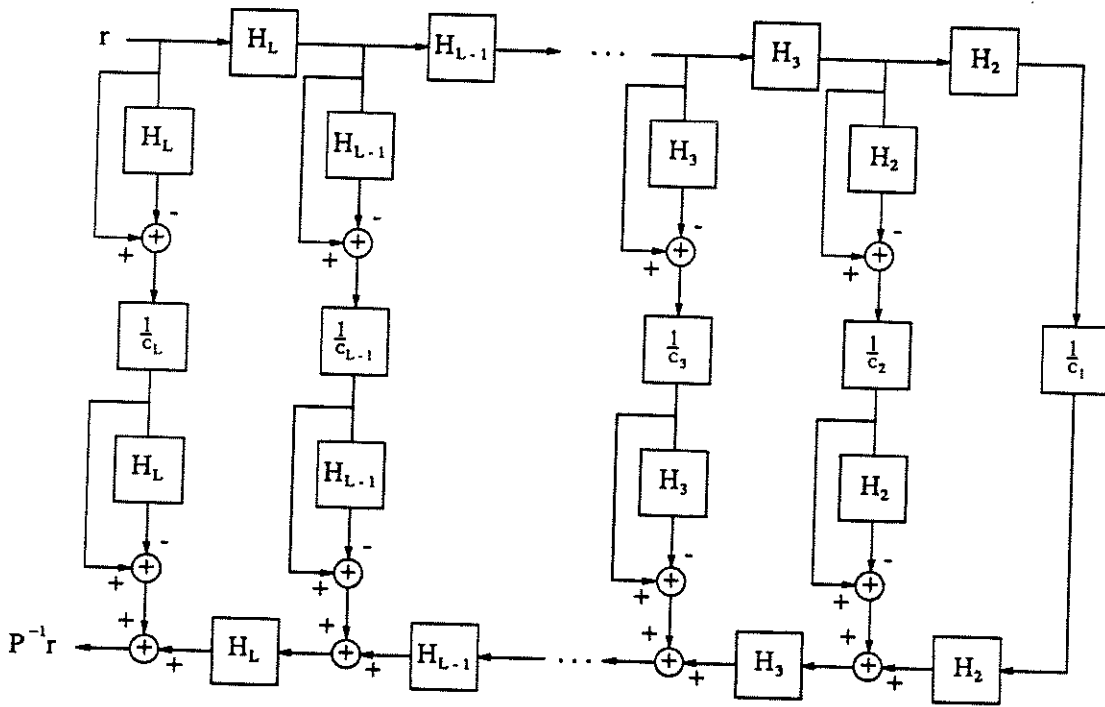 r H_L H_{L-1} ... H_3 H_2
H_L H_{L-1} H_3 H_2
- - - -
+ + + +
+ + + +
1/c_L 1/c_{L-1} 1/c_3 1/c_2 1/c_1
H_L H_{L-1} H_3 H_2
- - - -
+ + + +
+ + + +
+ + + +
P^{-1}r + H_L + H_{L-1} ... + H_3 + H_2
+ + + +